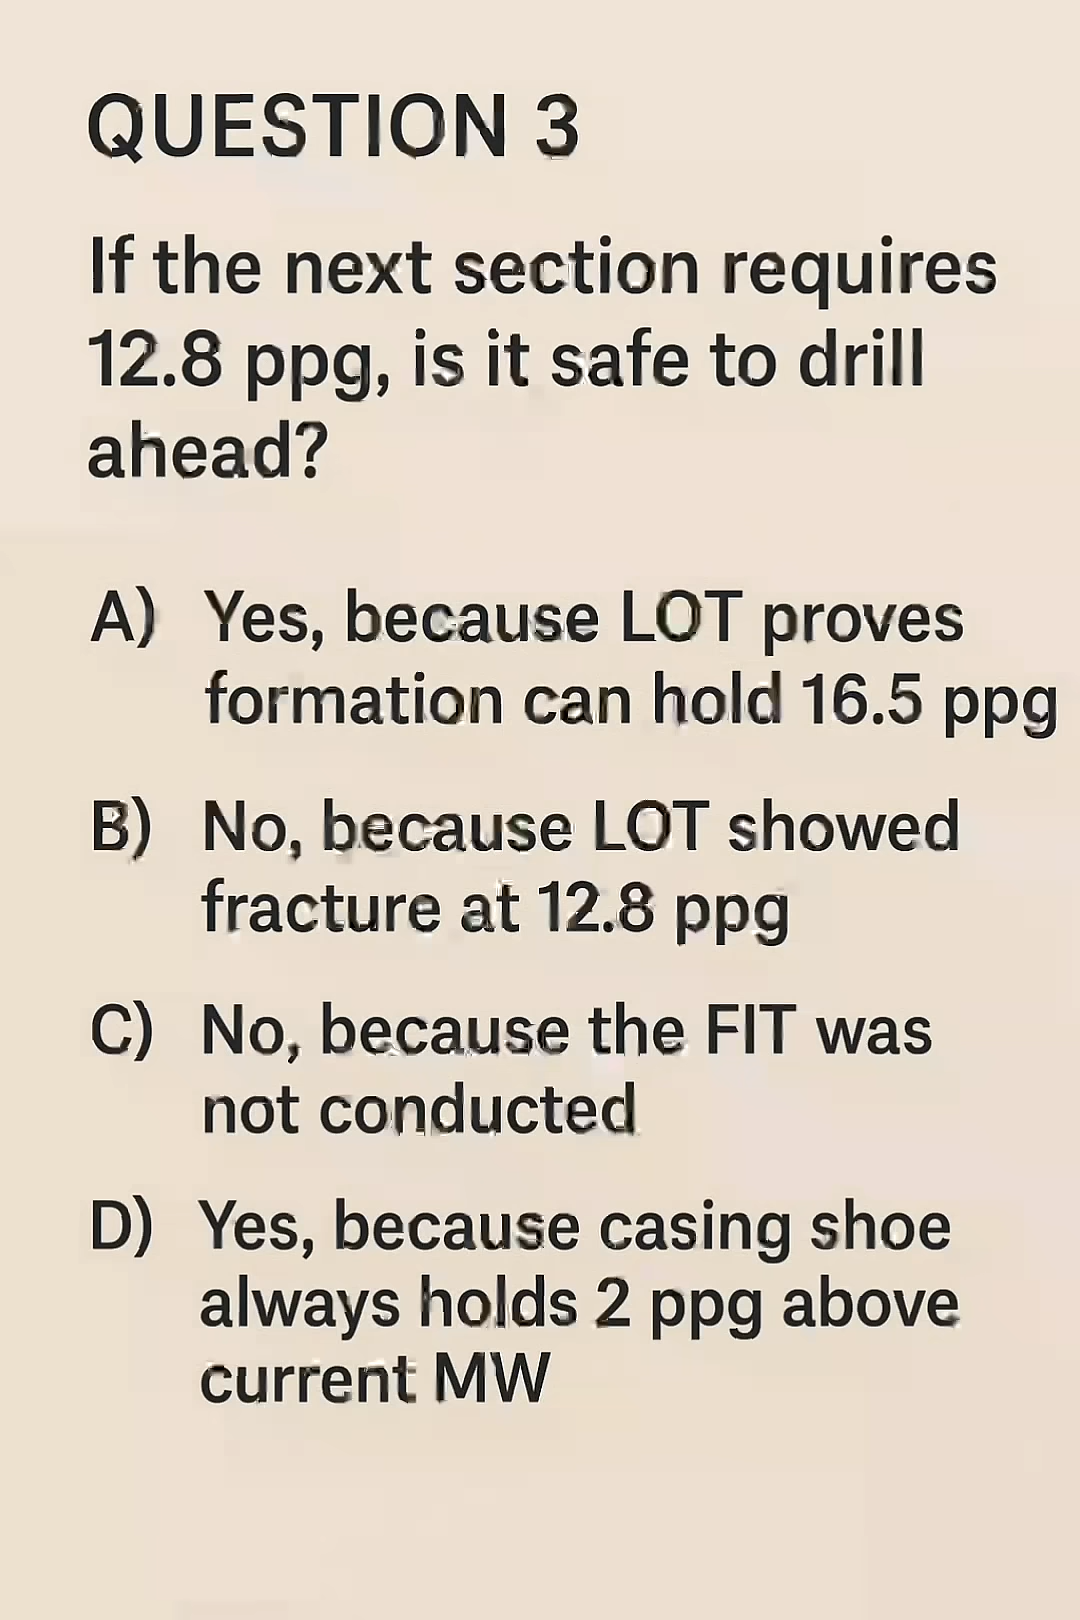 QUESTION 3
If the next section requires
12.8 ppg, is it safe to drill
ahead?
A) Yes, because LOT proves
formation can hold 16.5 ppg
B) No, because LOT showed
fracture at 12.8 ppg
C) No, because the FIT was
not conducted
D) Yes, because casing shoe
always holds 2 ppg above
current MW